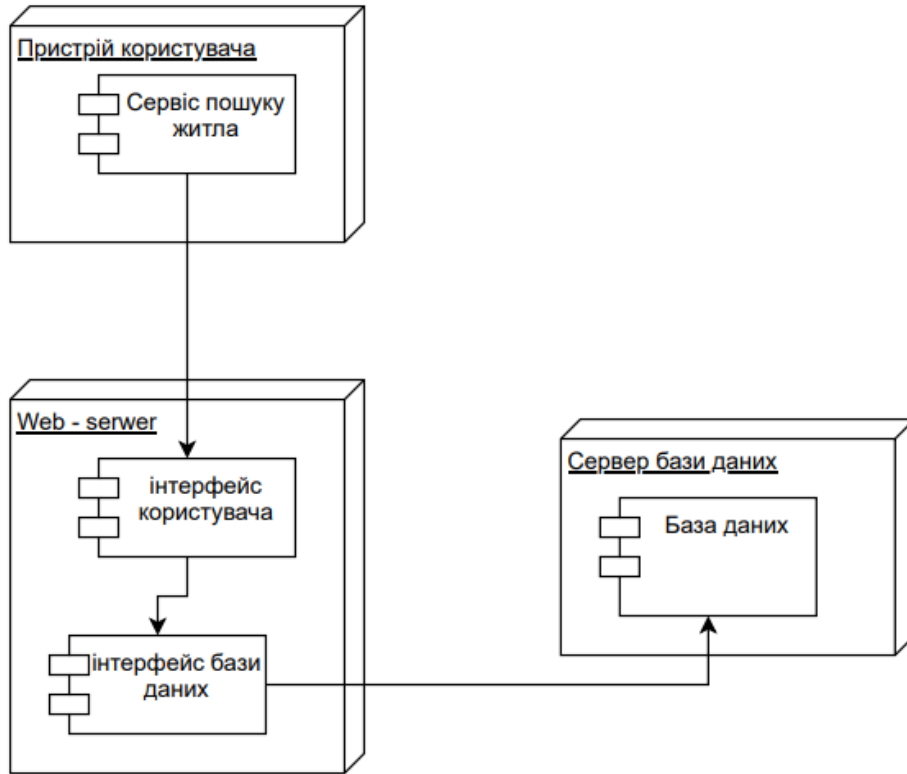 Пристрій користувача
Сервіс пошуку
житла
Web - serwer
інтерфейс
користувача
інтерфейс бази
даних
Сервер бази даних
База даних